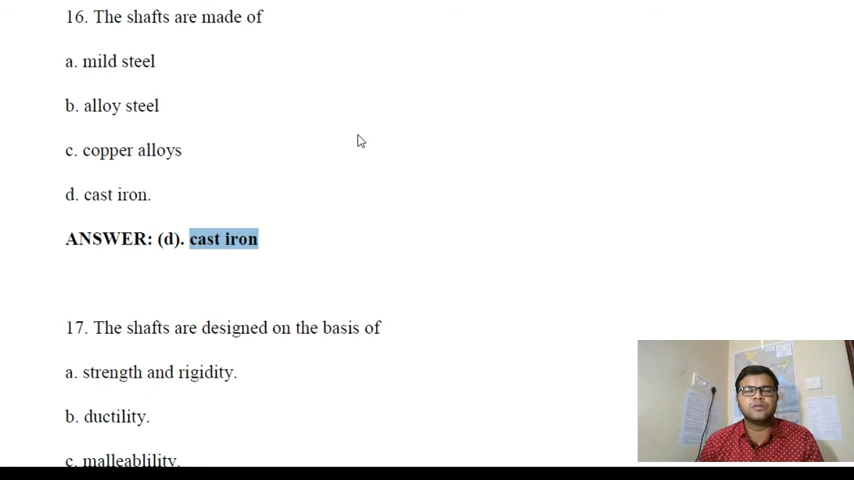 16. The shafts are made of
a. mild steel
b. alloy steel
c. copper alloys
d. cast iron.
ANSWER: (d). cast iron
17. The shafts are designed on the basis of
a. strength and rigidity.
b. ductility.
c. malleablility.